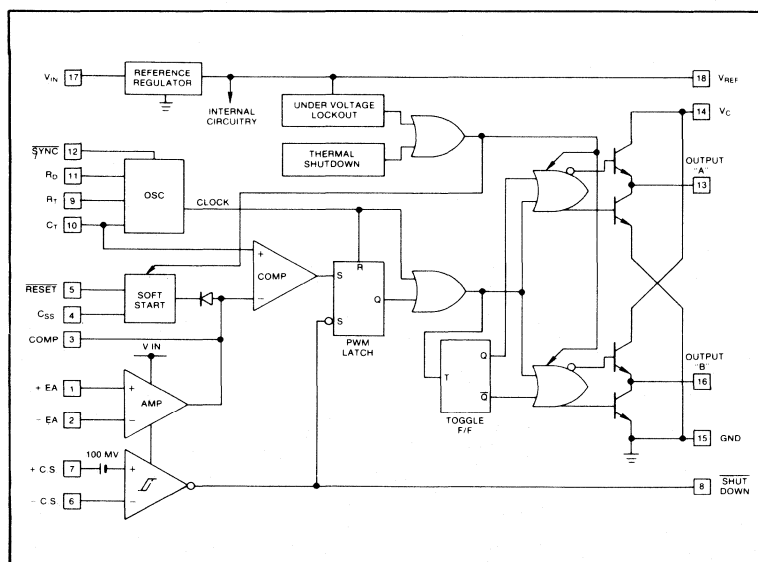 V_IN 17
REFERENCE
REGULATOR
18 V_REF
INTERNAL
CIRCUITRY
UNDER VOLTAGE
LOCKOUT
14 V_C
THERMAL
SHUTDOWN
SYNC 12
R_D 11
R_T 9
C_T 10
OSC
CLOCK
OUTPUT
"A"
13
+
COMP
−
R
S
Q
S
PWM
LATCH
RESET 5
C_SS 4
SOFT
START
COMP 3
V IN
+ EA 1
− EA 2
+
AMP
−
T
Q
Q
TOGGLE
F/F
OUTPUT
"B"
16
15 GND
+ C S 7
100 MV
− C S 6
+
−
8 SHUT
DOWN